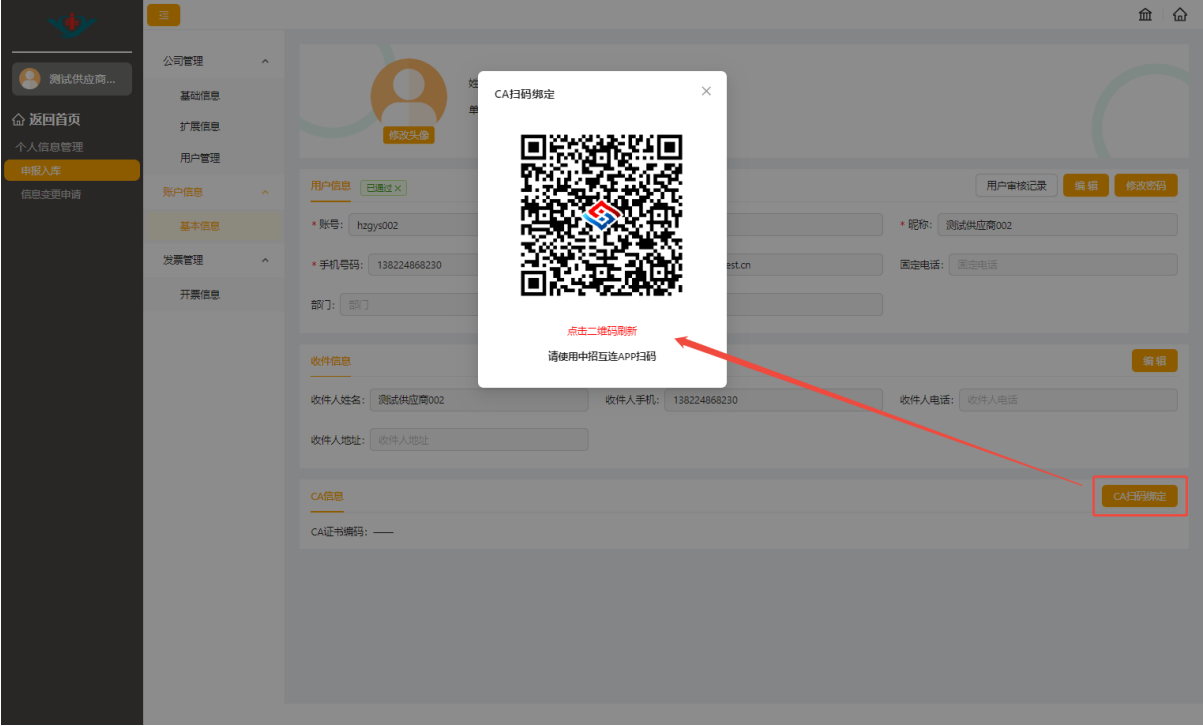 测试供应商...
返回首页
个人信息管理
申报入库
信息变更申请
公司管理
基础信息
扩展信息
用户管理
账户信息
基本信息
发票管理
开票信息
修改头像
姓
单
CA扫码绑定
点击二维码刷新
请使用中招互连APP扫码
用户信息 已通过
用户审核记录 编辑 修改密码
* 账号: hzgys002
* 昵称: 测试供应商002
* 手机号码: 138224868230
est.cn
固定电话: 固定电话
部门: 部门
收件信息 编辑
收件人姓名: 测试供应商002 收件人手机: 138224868230 收件人电话: 收件人电话
收件人地址: 收件人地址
CA信息 CA扫码绑定
CA证书编码: ——